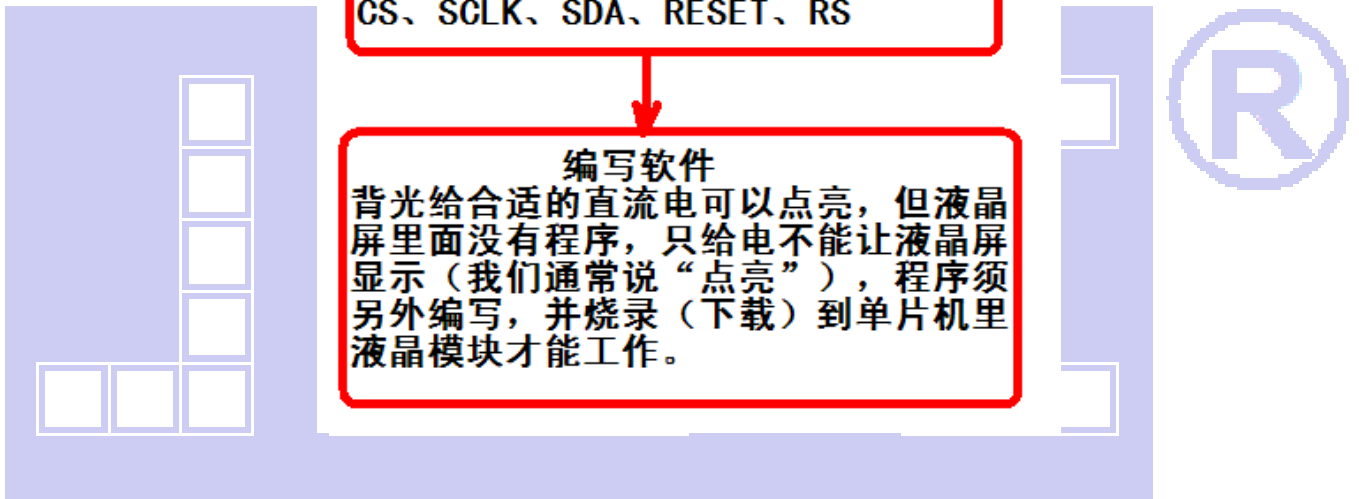 CS、SCLK、SDA、RESET、RS
编写软件
背光给合适的直流电可以点亮，但液晶
屏里面没有程序，只给电不能让液晶屏
显示（我们通常说“点亮”），程序须
另外编写，并烧录（下载）到单片机里
液晶模块才能工作。
®